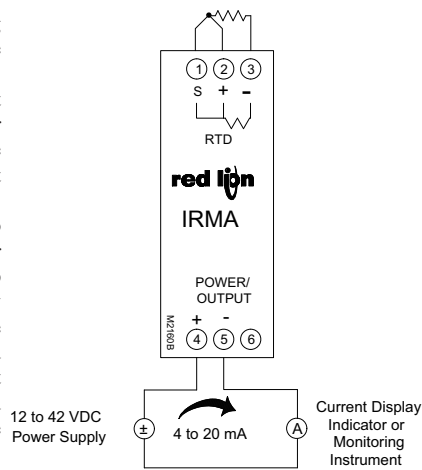 1 2 3
S + -
RTD
red lion
IRMA
POWER/
OUTPUT
M2160B
+ -
4 5 6
12 to 42 VDC
Power Supply
±
4 to 20 mA
A
Current Display
Indicator or
Monitoring
Instrument